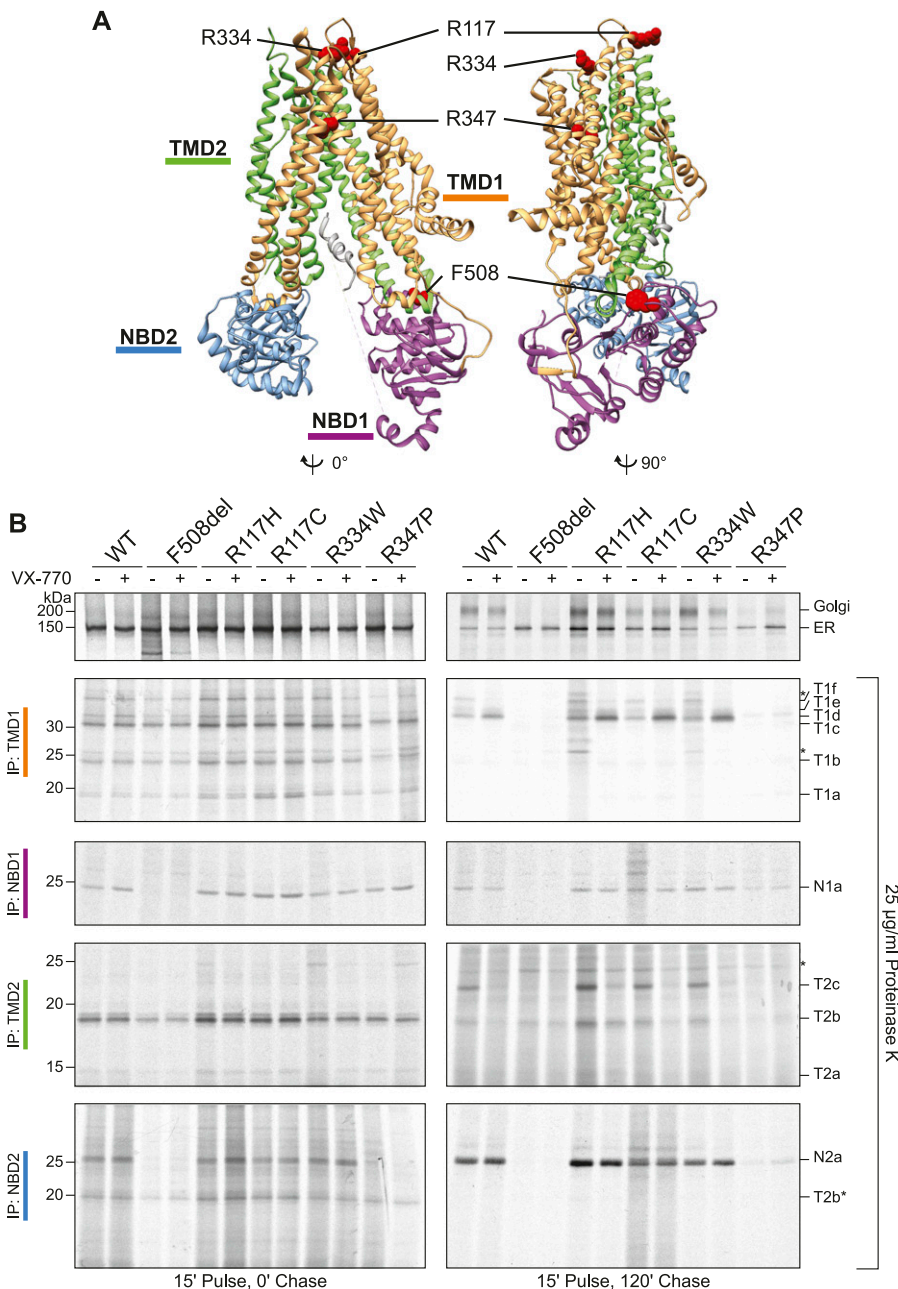 A
R334
R117
R334
R347
TMD2
TMD1
F508
NBD2
NBD1
0°
90°
B
WT F508del R117H R117C R334W R347P WT F508del R117H R117C R334W R347P
VX-770 - + - + - + - + - + - + - + - + - + - + - + - +
kDa
200
150
Golgi
ER
IP: TMD1
30
25
20
* T1f
T1e
T1d
T1c
*
T1b
T1a
IP: NBD1
25
N1a
IP: TMD2
25
20
15
*
T2c
T2b
T2a
IP: NBD2
25
20
N2a
T2b*
25 µg/ml Proteinase K
15' Pulse, 0' Chase
15' Pulse, 120' Chase